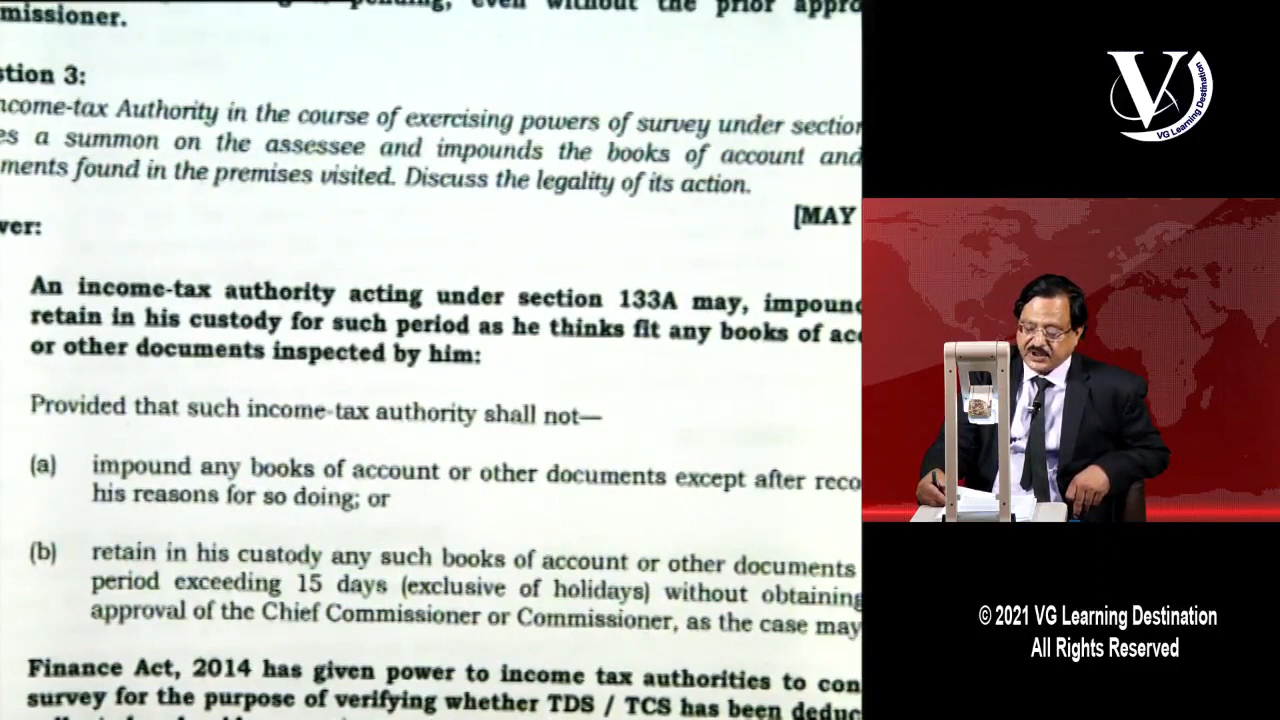 pending, even without the prior appro
missioner.
stion 3:
ncome-tax Authority in the course of exercising powers of survey under section
es a summon on the assessee and impounds the books of account and
ments found in the premises visited. Discuss the legality of its action.
[MAY
wer:
An income-tax authority acting under section 133A may, impound
retain in his custody for such period as he thinks fit any books of acc
or other documents inspected by him:
Provided that such income-tax authority shall not—
(a) impound any books of account or other documents except after reco
his reasons for so doing; or
(b) retain in his custody any such books of account or other documents
period exceeding 15 days (exclusive of holidays) without obtaining
approval of the Chief Commissioner or Commissioner, as the case may
Finance Act, 2014 has given power to income tax authorities to con
survey for the purpose of verifying whether TDS / TCS has been deduc
V
VG Learning Destination
© 2021 VG Learning Destination
All Rights Reserved